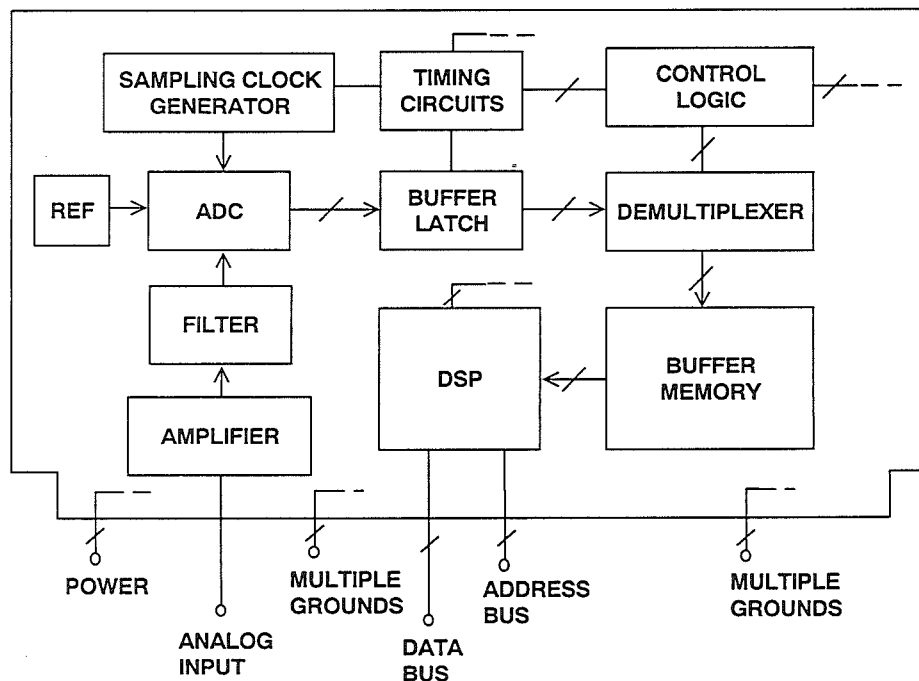 SAMPLING CLOCK
GENERATOR
TIMING
CIRCUITS
CONTROL
LOGIC
REF
ADC
BUFFER
LATCH
DEMULTIPLEXER
FILTER
DSP
BUFFER
MEMORY
AMPLIFIER
POWER
MULTIPLE
GROUNDS
ADDRESS
BUS
MULTIPLE
GROUNDS
ANALOG
INPUT
DATA
BUS